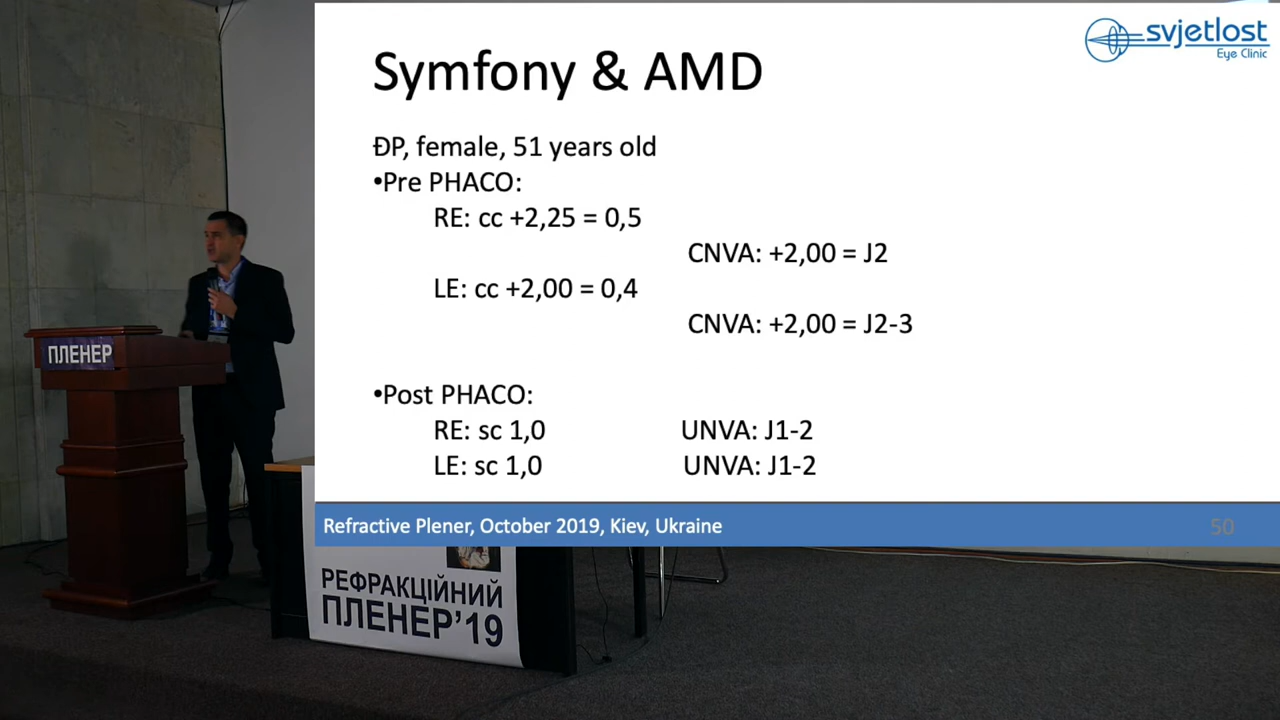 svjetlost
Eye Clinic
Symfony & AMD
ĐP, female, 51 years old
•Pre PHACO:
RE: cc +2,25 = 0,5
CNVA: +2,00 = J2
LE: cc +2,00 = 0,4
CNVA: +2,00 = J2-3
•Post PHACO:
RE: sc 1,0 UNVA: J1-2
LE: sc 1,0 UNVA: J1-2
Refractive Plener, October 2019, Kiev, Ukraine 50
ПЛЕНЕР
РЕФРАКЦІЙНИЙ
ПЛЕНЕР’19